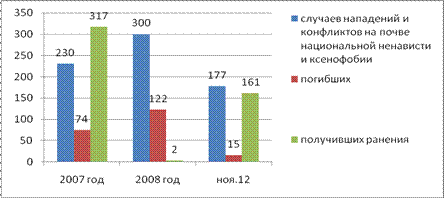 350
300
250
200
150
100
50
0
230
74
317
300
122
2
177
15
161
2007 год
2008 год
ноя.12
случаев нападений и
конфликтов на почве
национальной ненависти
и ксенофобии
погибших
получивших ранения